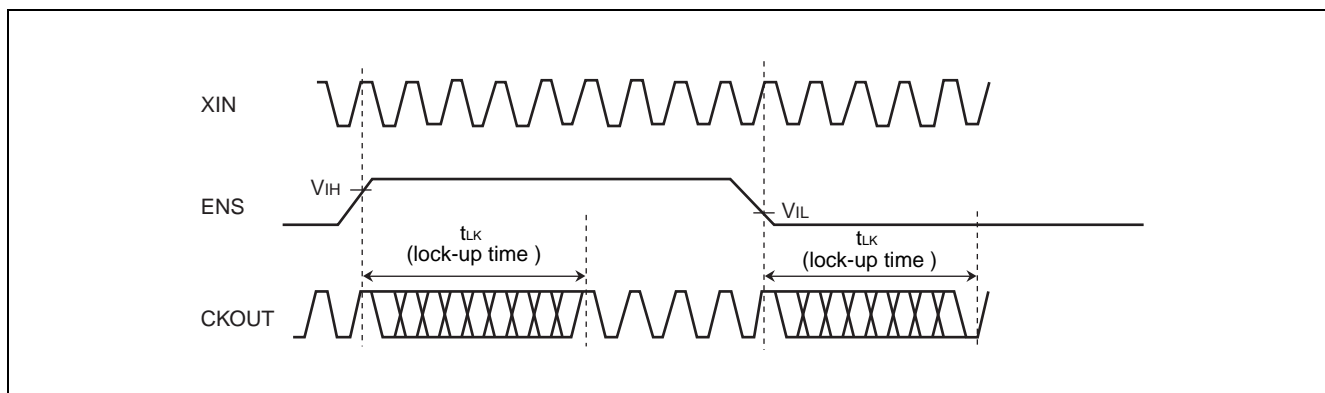 XIN
VIH
ENS
VIL
tLK
(lock-up time )
tLK
(lock-up time )
CKOUT